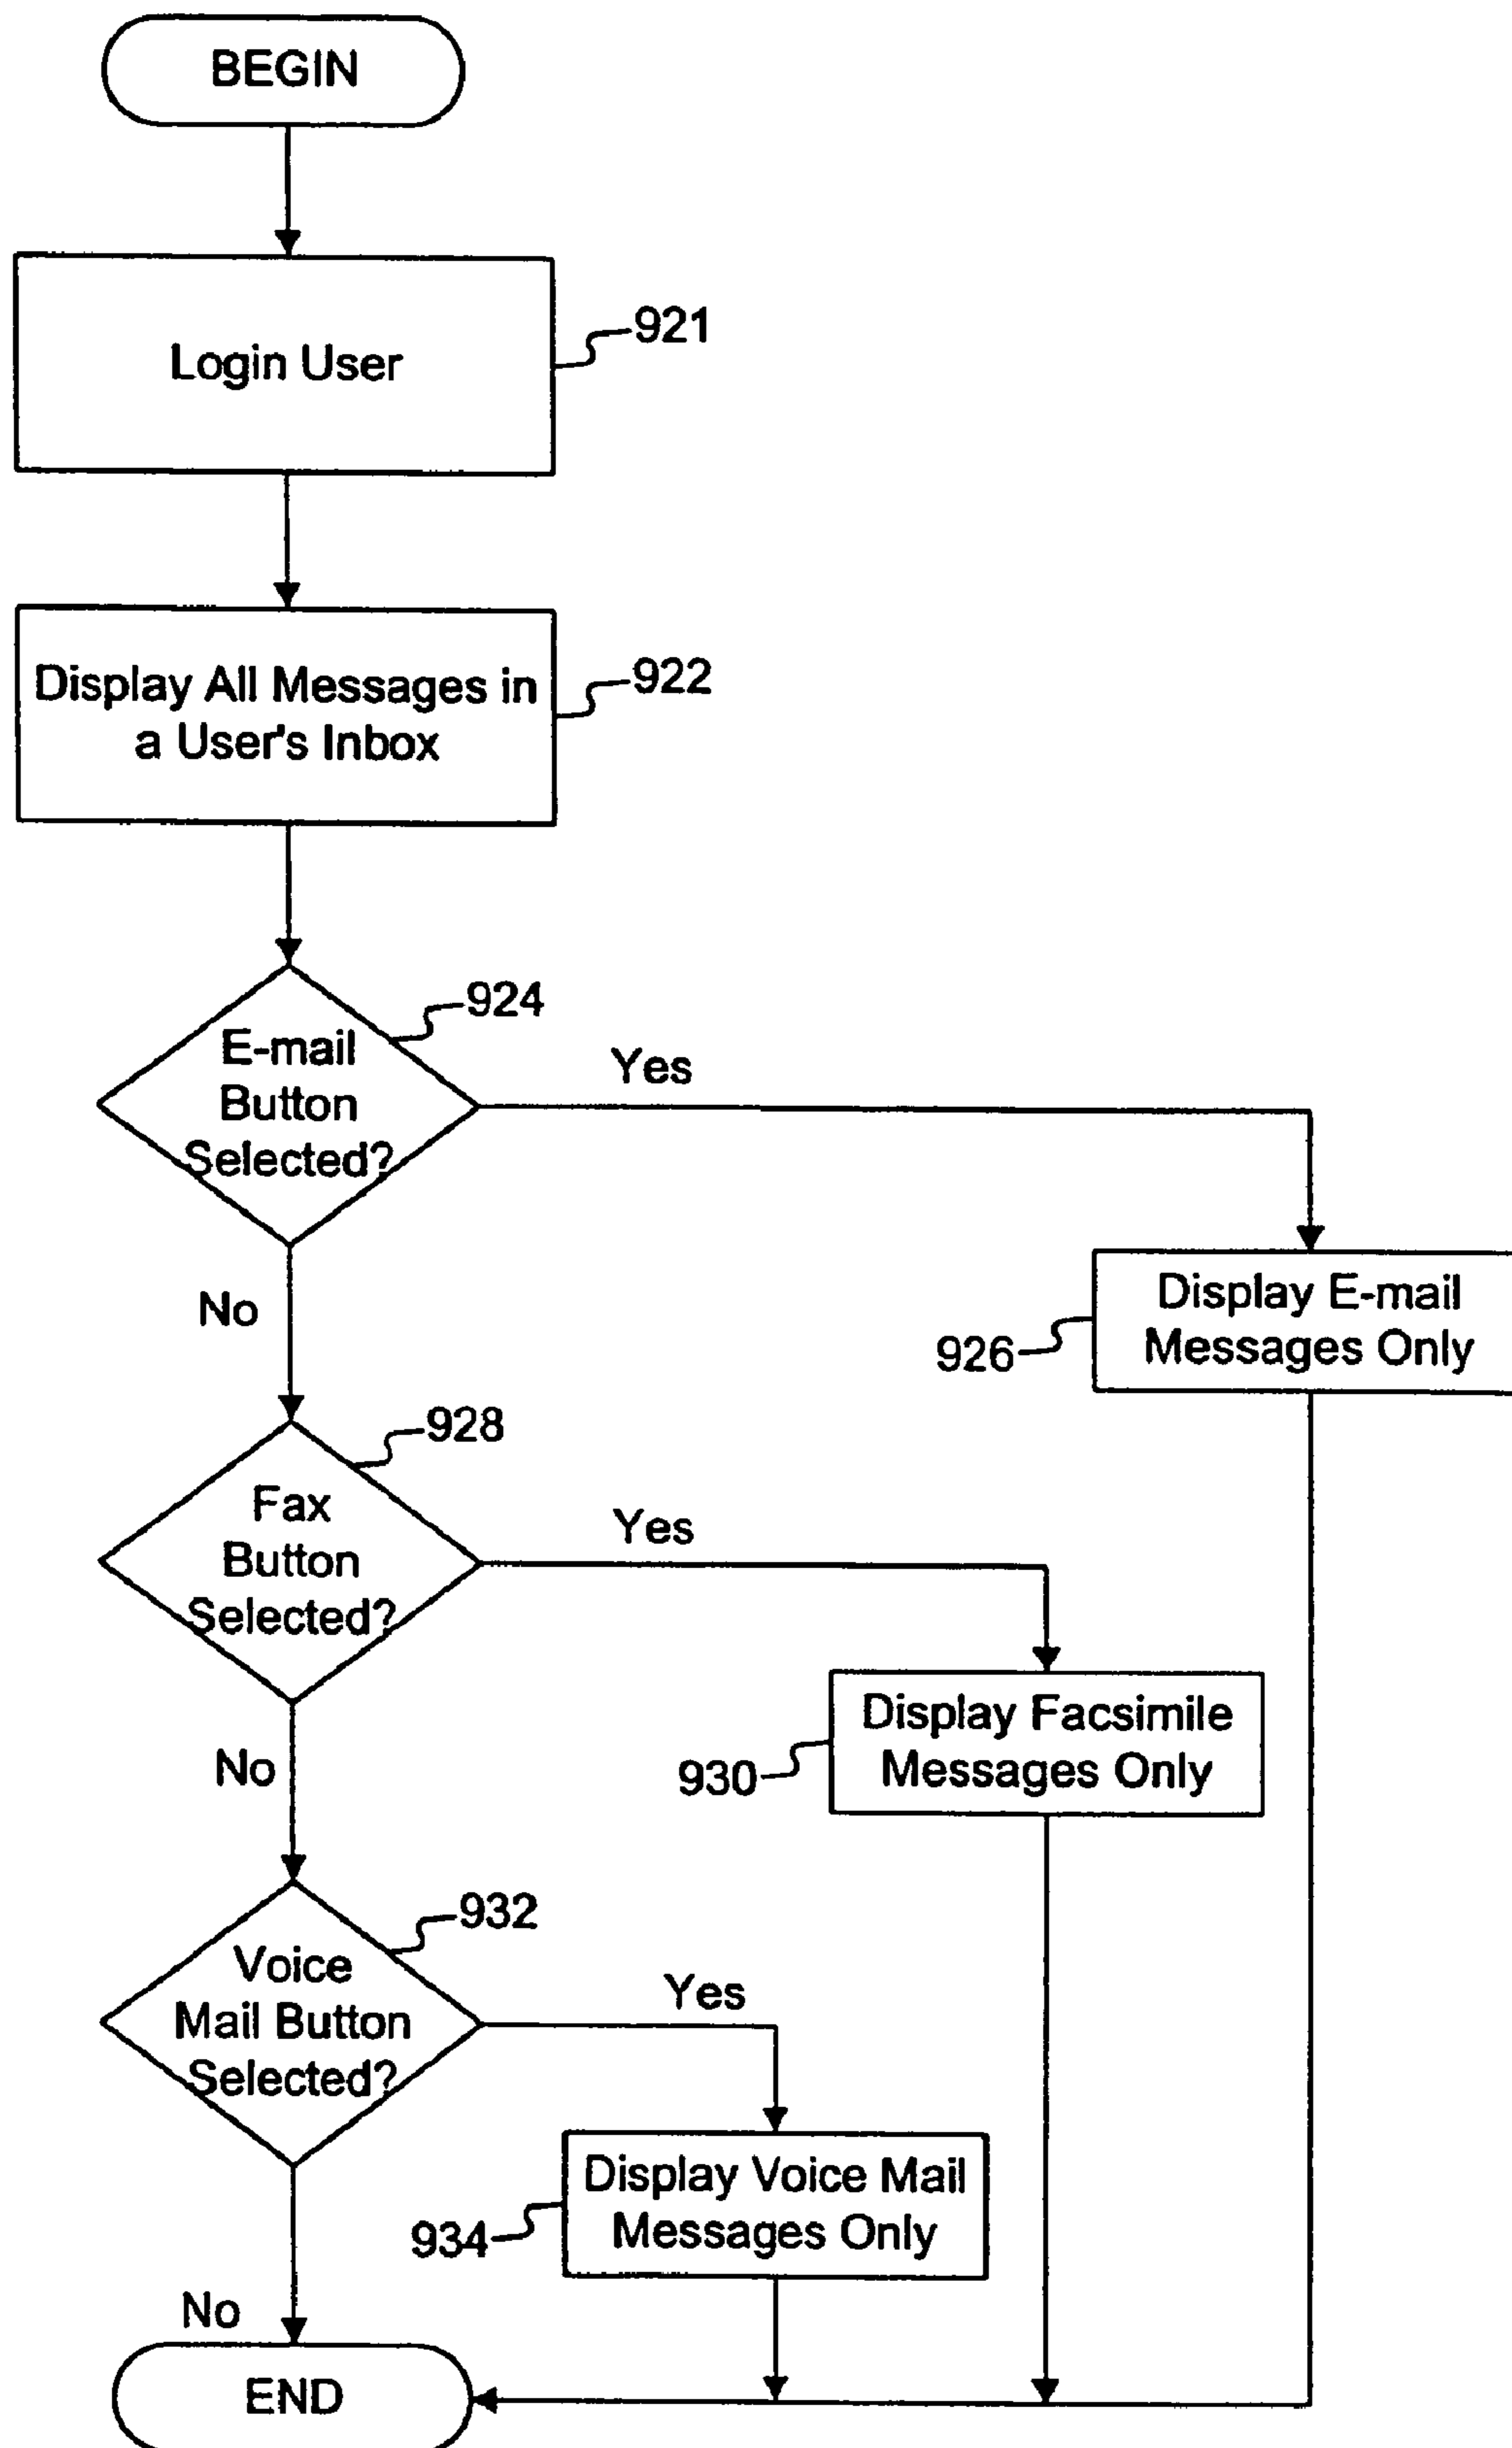 BEGIN
Login User
921
Display All Messages in
a User's Inbox
922
924
E-mail
Button
Selected?
Yes
No
Display E-mail
Messages Only
926
928
Fax
Button
Selected?
Yes
No
Display Facsimile
Messages Only
930
932
Voice
Mail Button
Selected?
Yes
Display Voice Mail
Messages Only
934
No
END